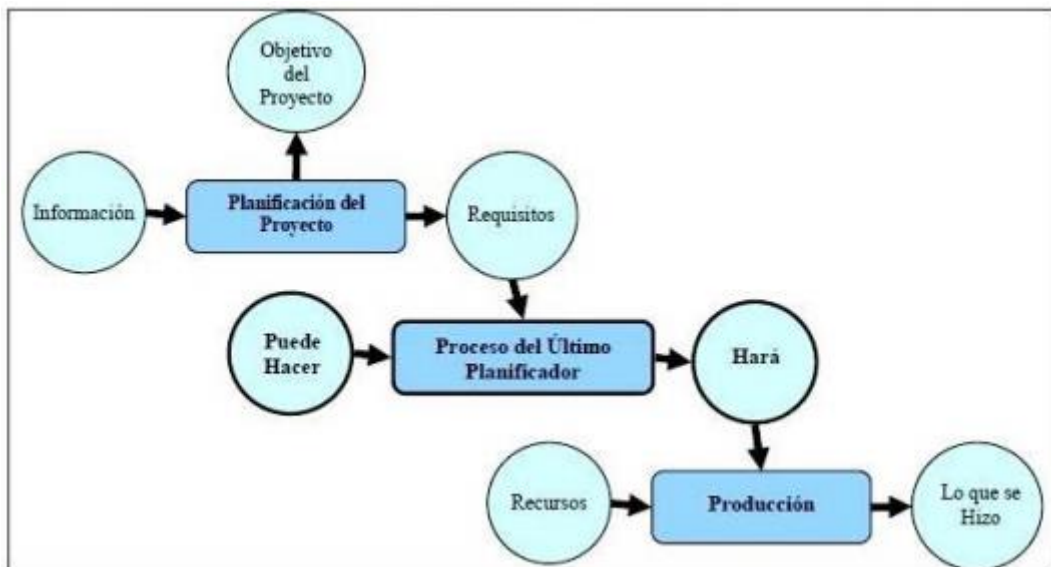 Objetivo
del
Proyecto
Información
Planificación del
Proyecto
Requisitos
Puede
Hacer
Proceso del Último
Planificador
Hará
Recursos
Producción
Lo que se
Hizo